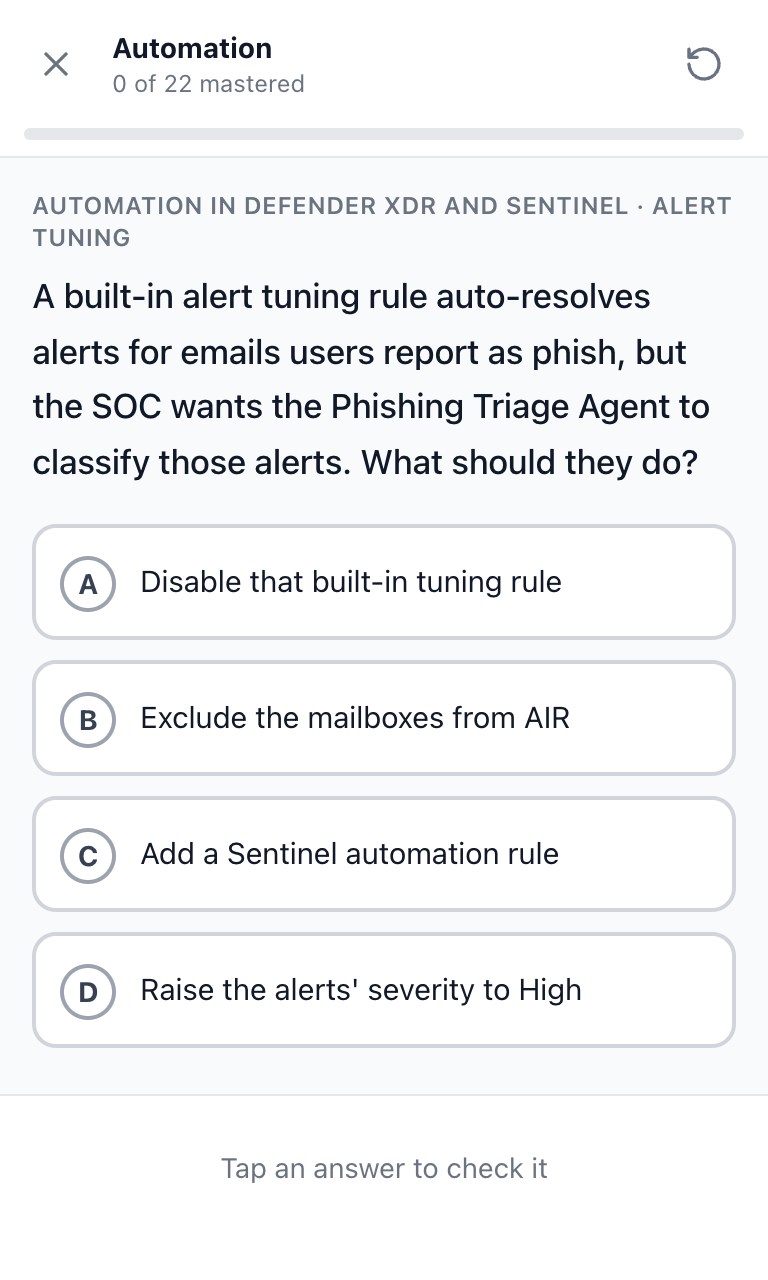 Automation
0 of 22 mastered
AUTOMATION IN DEFENDER XDR AND SENTINEL · ALERT
TUNING
A built-in alert tuning rule auto-resolves
alerts for emails users report as phish, but
the SOC wants the Phishing Triage Agent to
classify those alerts. What should they do?
A Disable that built-in tuning rule
B Exclude the mailboxes from AIR
C Add a Sentinel automation rule
D Raise the alerts' severity to High
Tap an answer to check it